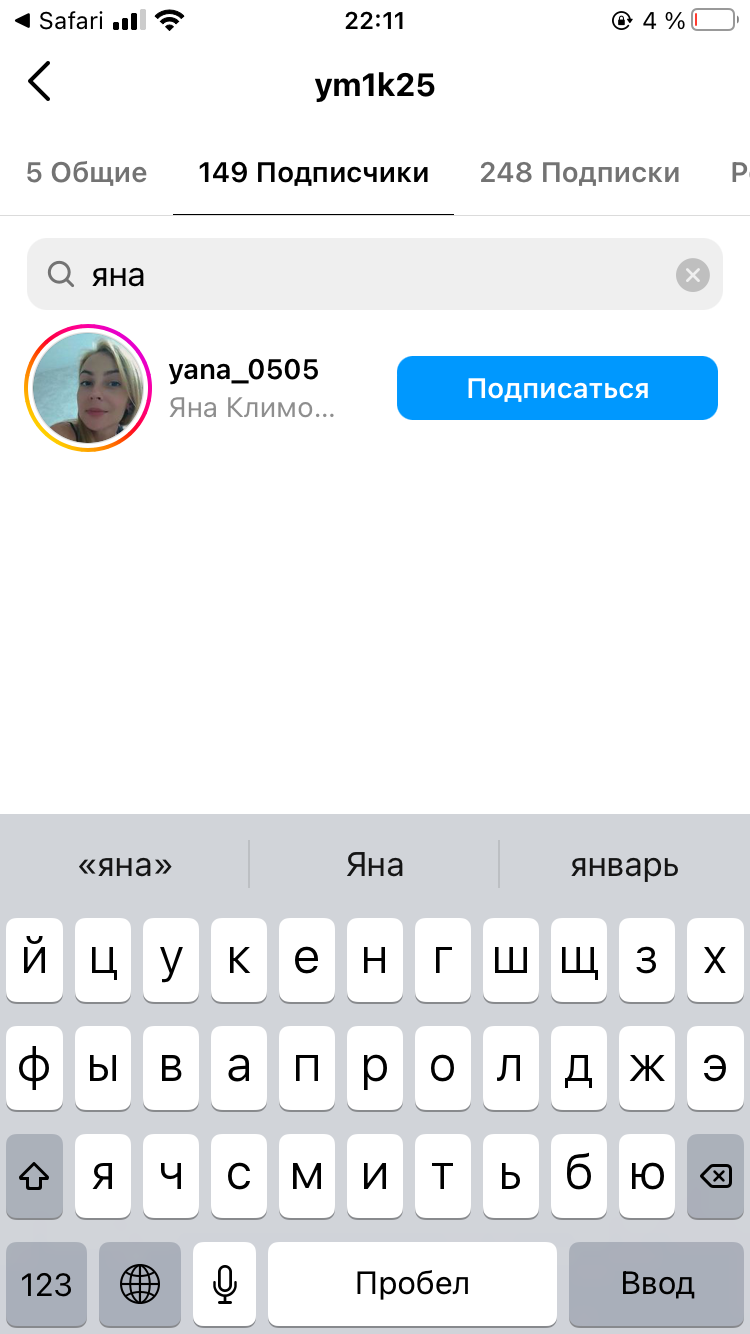 Safari 22:11 4 %
ym1k25
5 Общие 149 Подписчики 248 Подписки
яна
yana_0505
Яна Климо...
Подписаться
«яна» Яна январь
й ц у к е н г ш щ з х
ф ы в а п р о л д ж э
я ч с м и т ь б ю
123 Пробел Ввод